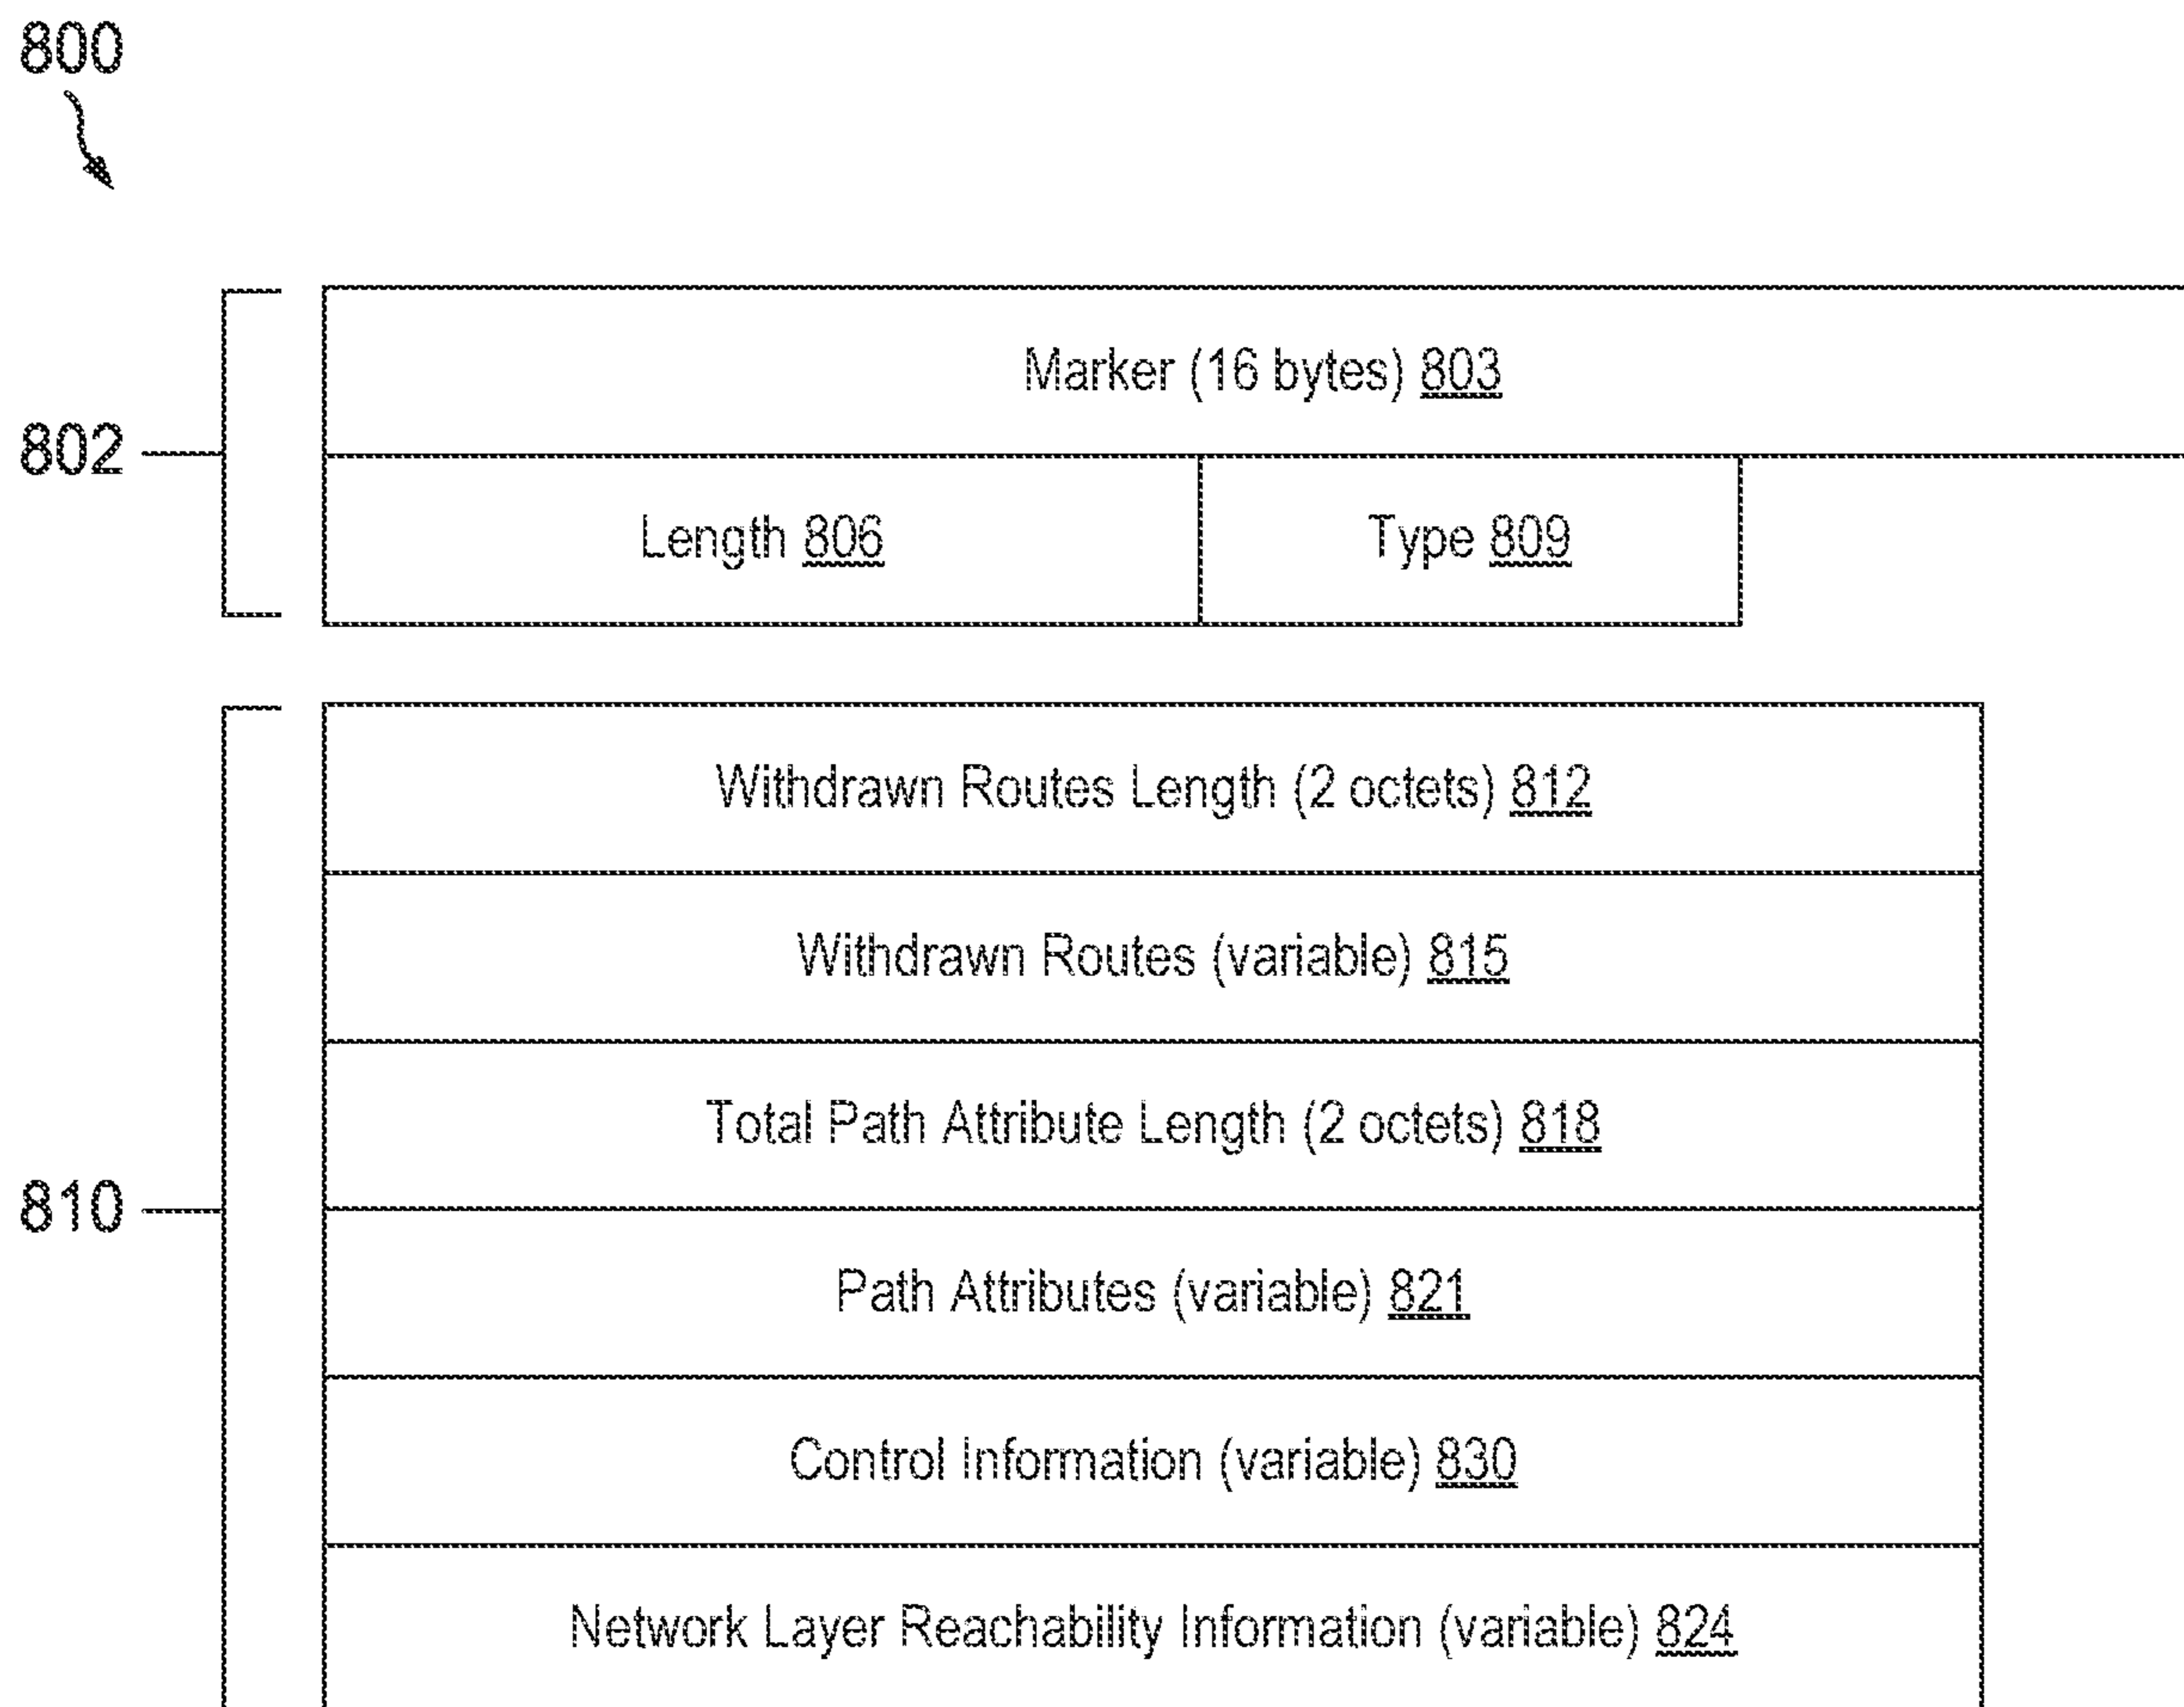 800
Marker (16 bytes) 803
802
Length 806 Type 809
Withdrawn Routes Length (2 octets) 812
Withdrawn Routes (variable) 815
Total Path Attribute Length (2 octets) 818
810
Path Attributes (variable) 821
Control Information (variable) 830
Network Layer Reachability Information (variable) 824